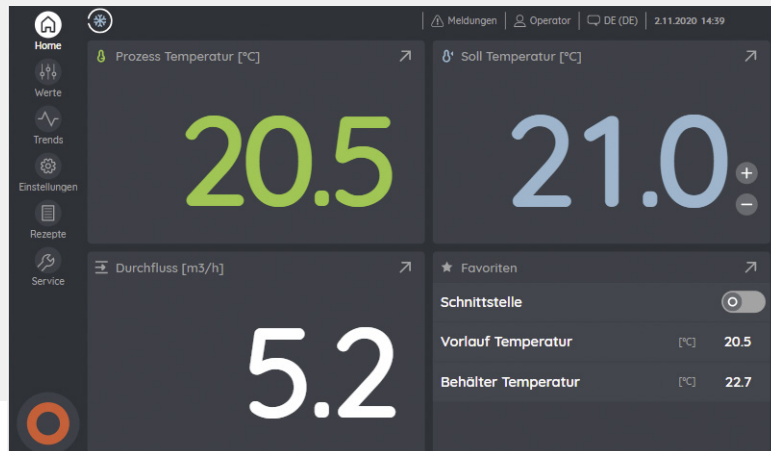 Meldungen
Operator
DE (DE)
2.11.2020 14:39
Home
Werte
Trends
Einstellungen
Rezepte
Service
Prozess Temperatur [°C]
20.5
Soll Temperatur [°C]
21.0
+
−
Durchfluss [m3/h]
5.2
Favoriten
Schnittstelle
Vorlauf Temperatur [°C] 20.5
Behälter Temperatur [°C] 22.7